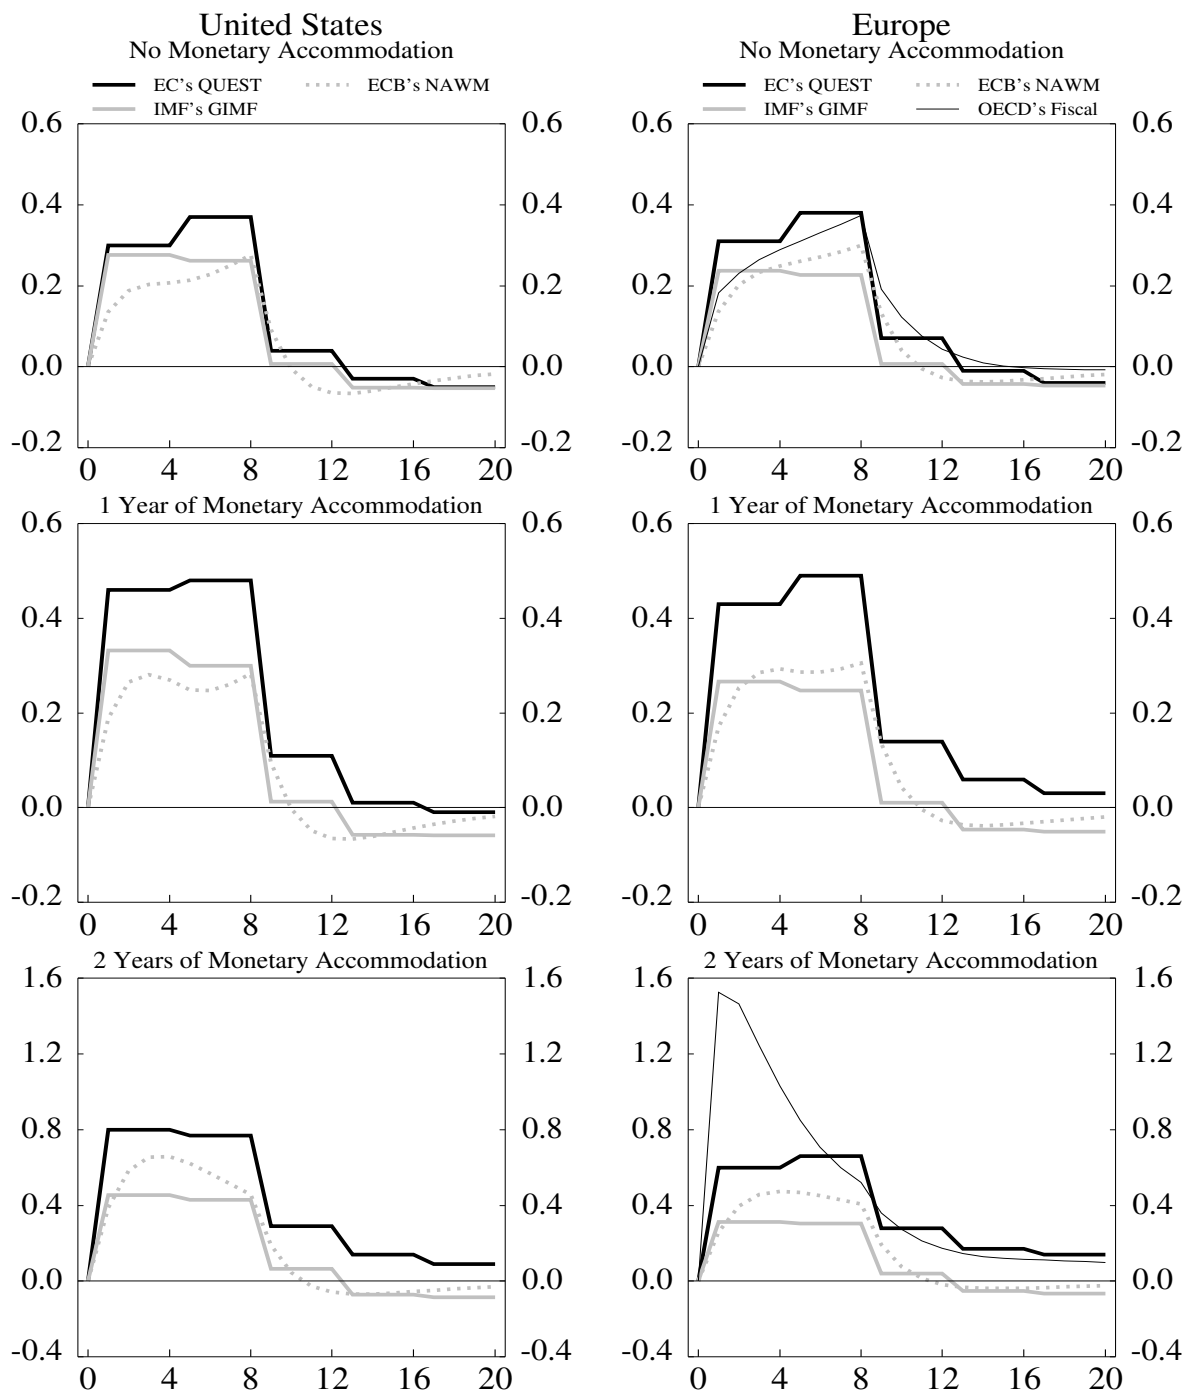 United States
No Monetary Accommodation
EC's QUEST ECB's NAWM
IMF's GIMF
0.6 0.6
0.4 0.4
0.2 0.2
0.0 0.0
-0.2 -0.2
0 4 8 12 16 20
Europe
No Monetary Accommodation
EC's QUEST ECB's NAWM
IMF's GIMF OECD's Fiscal
0.6 0.6
0.4 0.4
0.2 0.2
0.0 0.0
-0.2 -0.2
0 4 8 12 16 20
1 Year of Monetary Accommodation
0.6 0.6
0.4 0.4
0.2 0.2
0.0 0.0
-0.2 -0.2
0 4 8 12 16 20
1 Year of Monetary Accommodation
0.6 0.6
0.4 0.4
0.2 0.2
0.0 0.0
-0.2 -0.2
0 4 8 12 16 20
2 Years of Monetary Accommodation
1.6 1.6
1.2 1.2
0.8 0.8
0.4 0.4
0.0 0.0
-0.4 -0.4
0 4 8 12 16 20
2 Years of Monetary Accommodation
1.6 1.6
1.2 1.2
0.8 0.8
0.4 0.4
0.0 0.0
-0.4 -0.4
0 4 8 12 16 20